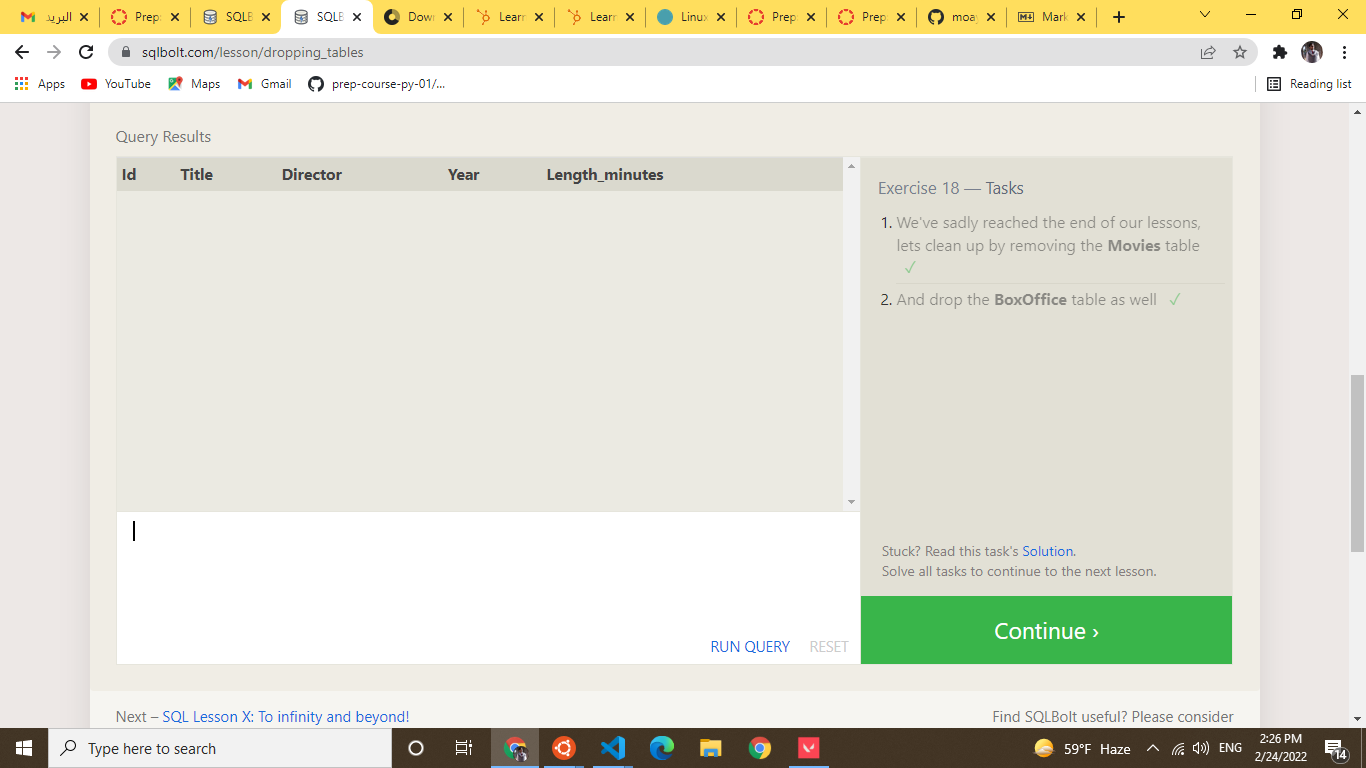 البريد
Prep:
SQLB
SQLB
Down
Learn
Learn
Linux
Prep
Prep
moay
Mark
sqlbolt.com/lesson/dropping_tables
Apps
YouTube
Maps
Gmail
prep-course-py-01/...
Reading list
Query Results
Id Title Director Year Length_minutes
Exercise 18 — Tasks
1. We've sadly reached the end of our lessons,
lets clean up by removing the Movies table
✓
2. And drop the BoxOffice table as well ✓
Stuck? Read this task's Solution.
Solve all tasks to continue to the next lesson.
RUN QUERY RESET
Continue ›
Next – SQL Lesson X: To infinity and beyond!
Find SQLBolt useful? Please consider
Type here to search
59°F Haze
ENG
2:26 PM
2/24/2022
14